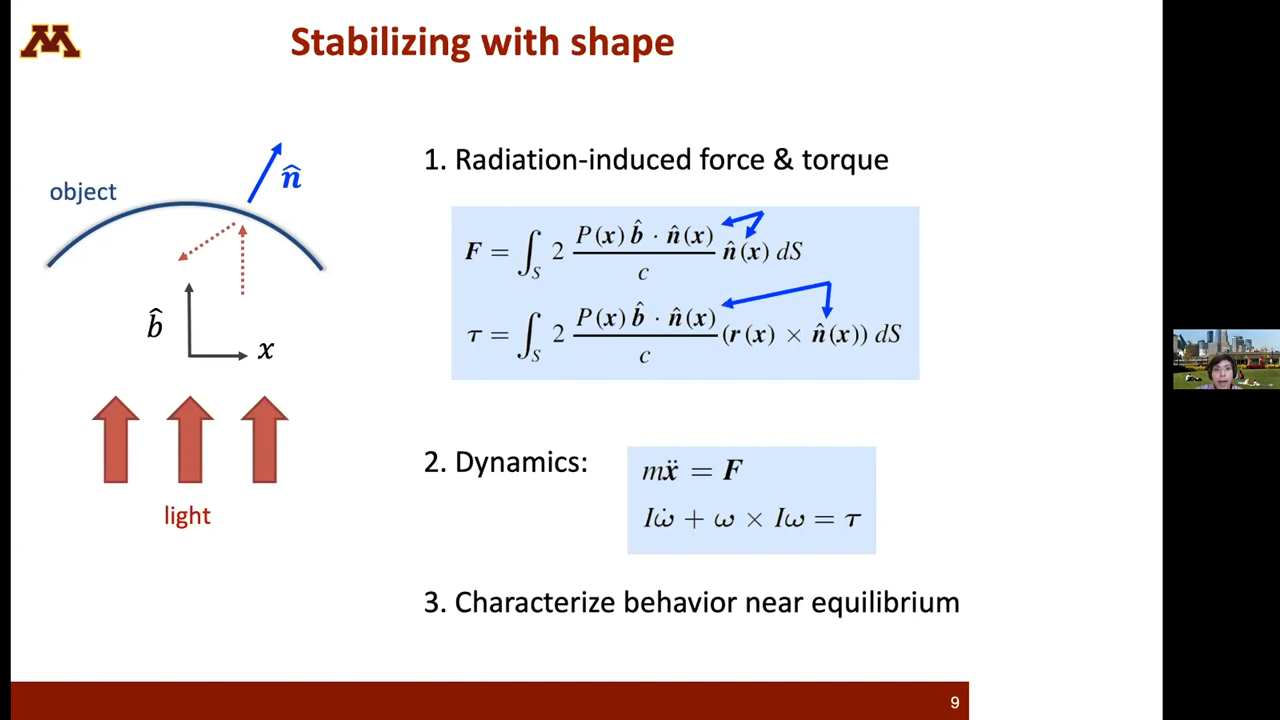 Stabilizing with shape
object
n̂
b̂
x
light
1. Radiation-induced force & torque
F = ∫_S 2 P(x) b̂ · n̂(x) / c n̂(x) dS
τ = ∫_S 2 P(x) b̂ · n̂(x) / c (r(x) × n̂(x)) dS
2. Dynamics:
mẍ = F
Iω̇ + ω × Iω = τ
3. Characterize behavior near equilibrium
9